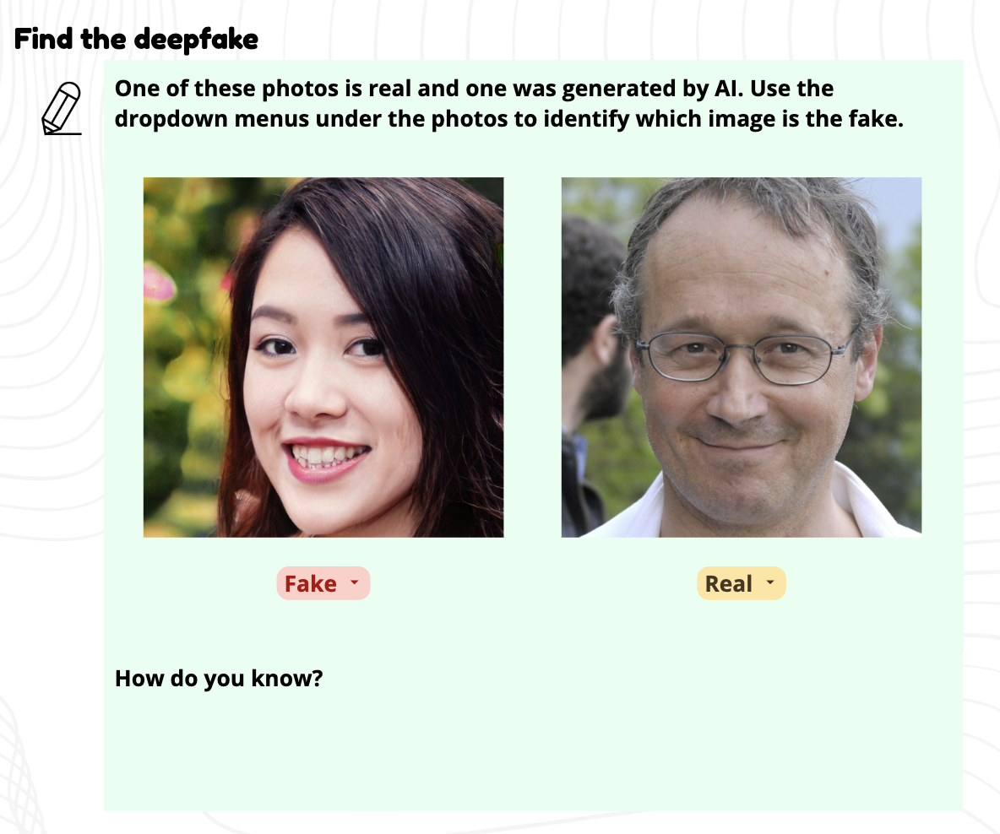 Find the deepfake
One of these photos is real and one was generated by AI. Use the
dropdown menus under the photos to identify which image is the fake.
Fake
Real
How do you know?